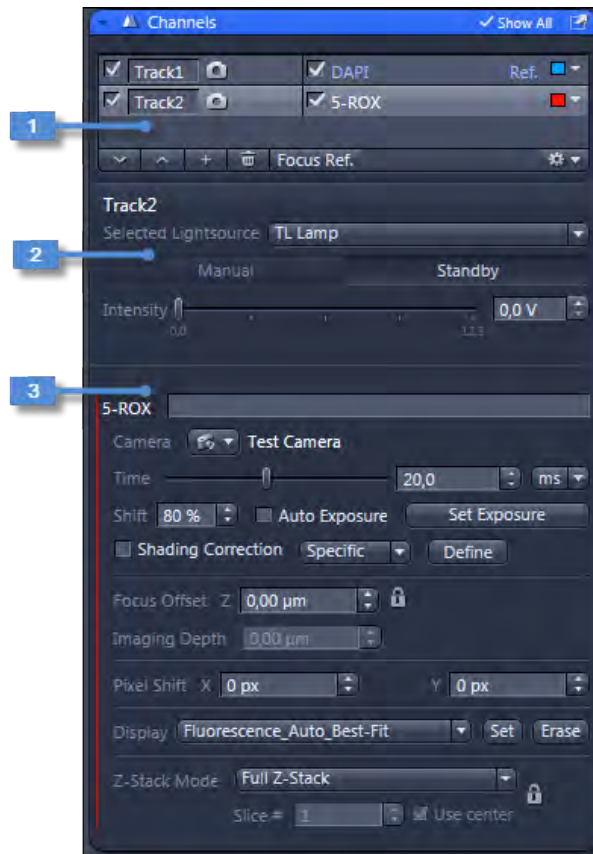 Channels Show All
Track1 DAPI Ref.
Track2 5-ROX
1
Focus Ref.
Track2
Selected Lightsource TL Lamp
2
Manual Standby
Intensity 0,0 V
0.0 12.3
3
5-ROX
Camera Test Camera
Time 20,0 ms
Shift 80 % Auto Exposure Set Exposure
Shading Correction Specific Define
Focus Offset Z 0,00 µm
Imaging Depth 0,00 µm
Pixel Shift X 0 px Y 0 px
Display Fluorescence_Auto_Best-Fit Set Erase
Z-Stack Mode Full Z-Stack
Slice # 1 Use center